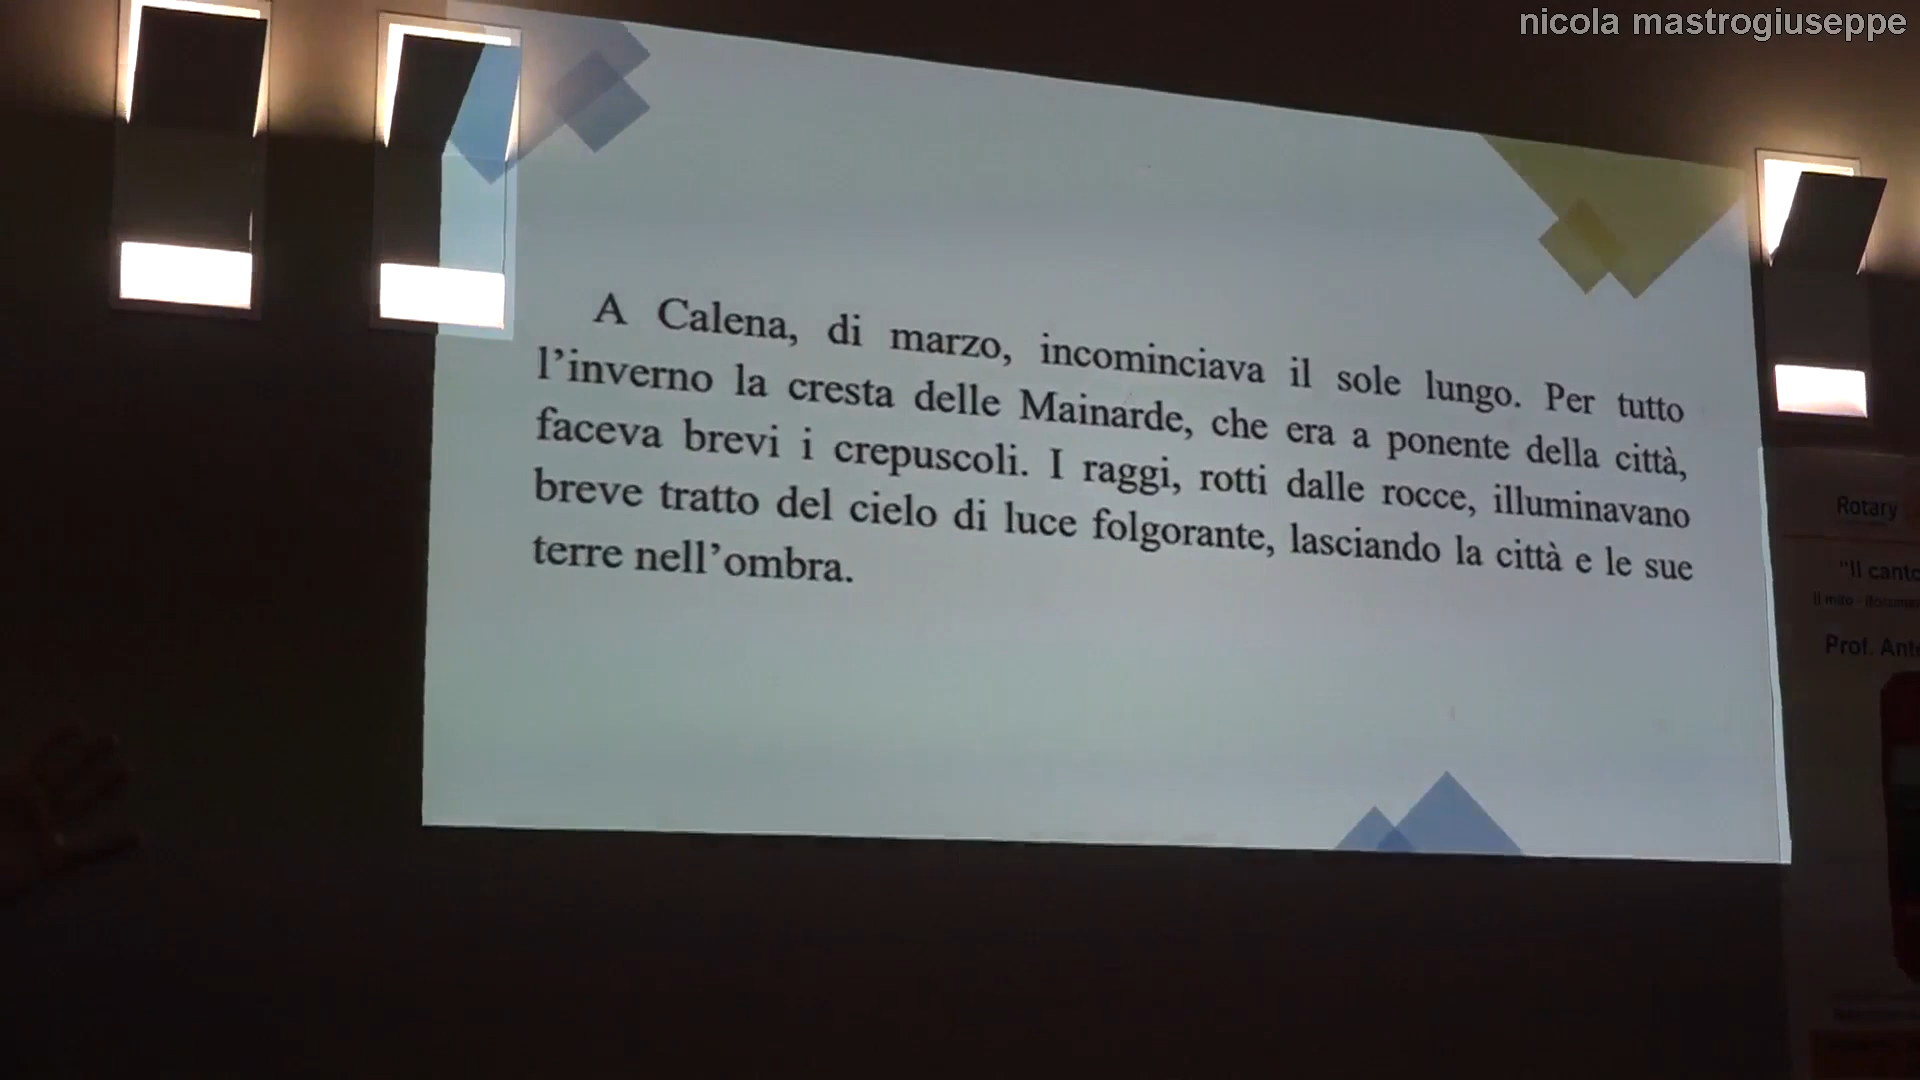 nicola mastrogiuseppe
A Calena, di marzo, incominciava il sole lungo. Per tutto
l’inverno la cresta delle Mainarde, che era a ponente della città,
faceva brevi i crepuscoli. I raggi, rotti dalle rocce, illuminavano
breve tratto del cielo di luce folgorante, lasciando la città e le sue
terre nell’ombra.
Rotary
“Il canto
Il mito
Prof.